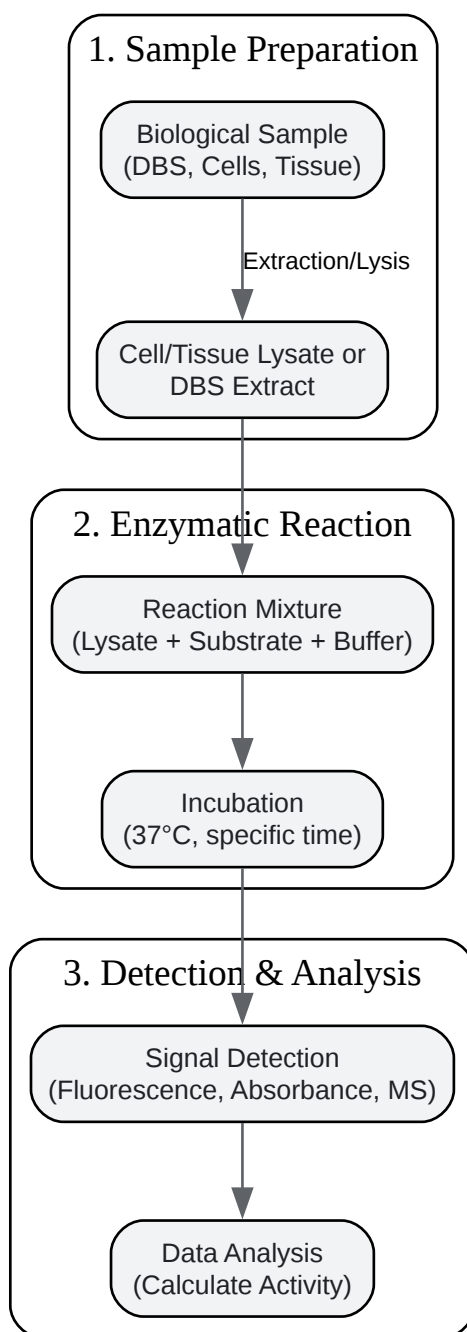 1. Sample Preparation
Biological Sample
(DBS, Cells, Tissue)
Extraction/Lysis
Cell/Tissue Lysate or
DBS Extract
2. Enzymatic Reaction
Reaction Mixture
(Lysate + Substrate + Buffer)
Incubation
(37°C, specific time)
3. Detection & Analysis
Signal Detection
(Fluorescence, Absorbance, MS)
Data Analysis
(Calculate Activity)